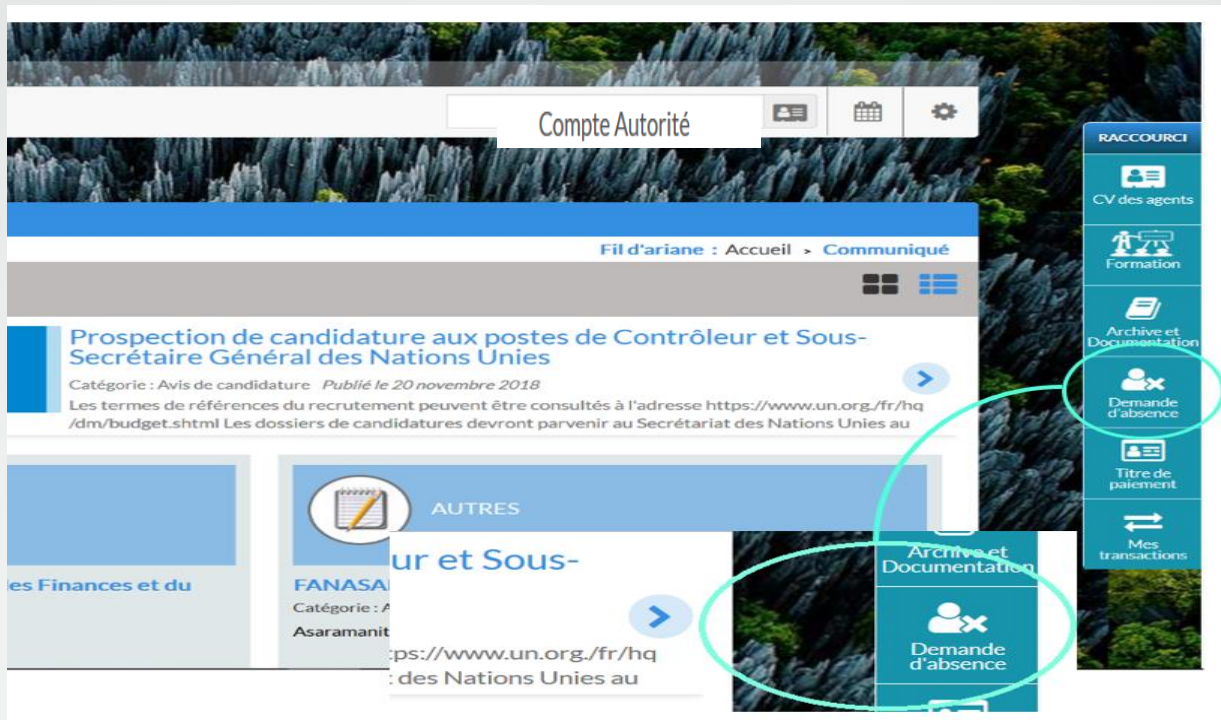 Compte Autorité
RACCOURCI
CV des agents
Formation
Archive et
Documentation
Demande
d'absence
Titre de
paiement
Mes
transactions
Fil d'ariane : Accueil > Communiqué
Prospection de candidature aux postes de Contrôleur et Sous-
Secrétaire Général des Nations Unies
Catégorie : Avis de candidature Publié le 20 novembre 2018
Les termes de références du recrutement peuvent être consultés à l'adresse https://www.un.org./fr/hq
/dm/budget.shtml Les dossiers de candidatures devront parvenir au Secrétariat des Nations Unies au
AUTRES
les Finances et du
FANASA
Catégorie : A
Asaramanit
ur et Sous-
ps://www.un.org./fr/hq
des Nations Unies au
Archive et
Documentation
Demande
d'absence